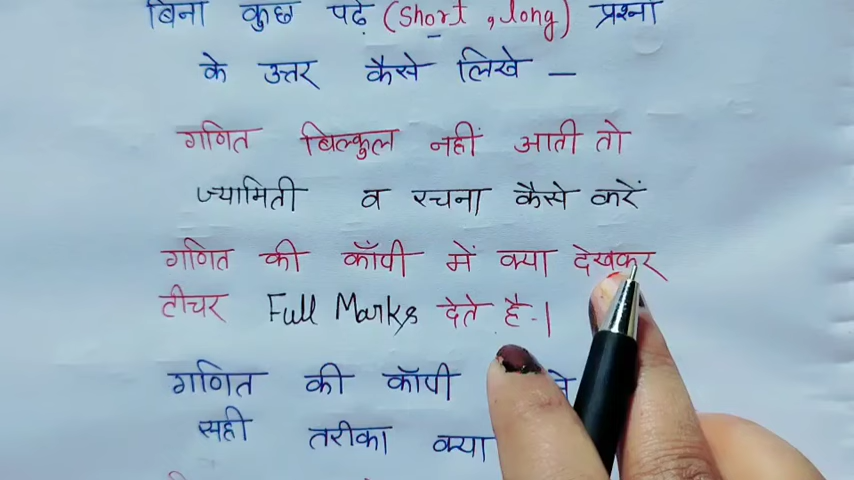 बिना कुछ पढ़े (Short, long) प्रश्नों
के उत्तर कैसे लिखे –
गणित बिल्कुल नहीं आती तो
ज्यामिती व रचना कैसे करें
गणित की कॉपी में क्या देखकर
टीचर Full Marks देते है-।
गणित की कॉपी
सही तरीका क्या